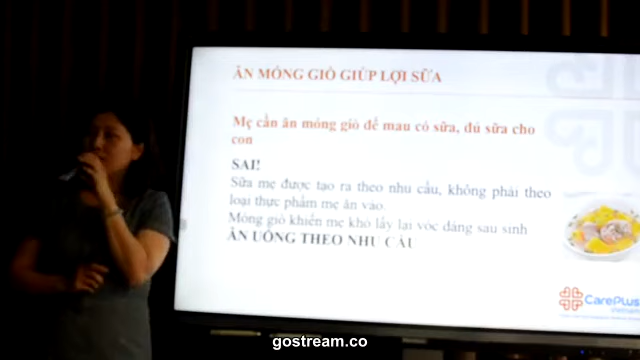 ĂN MÓNG GIÒ GIÚP LỢI SỮA
Mẹ cần ăn móng giò để mau có sữa, đủ sữa cho
con
SAI!
Sữa mẹ được tạo ra theo nhu cầu, không phải theo
loại thực phẩm mẹ ăn vào.
Móng giò khiến mẹ khó lấy lại vóc dáng sau sinh
ĂN UỐNG THEO NHU CẦU
CarePlus
Vietnam
gostream.co